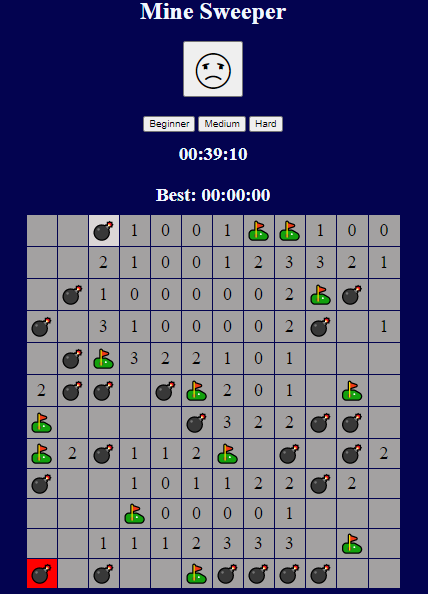 Mine Sweeper
Beginner Medium Hard
00:39:10
Best: 00:00:00
1 0 0 1 1 0 0
2 1 0 0 1 2 3 3 2 1
1 0 0 0 0 0 2
3 1 0 0 0 0 2 1
3 2 2 1 0 1
2 2 0 1
3 2 2
2 1 1 2 2
1 0 1 1 2 2 2
0 0 0 0 1
1 1 1 2 3 3 3